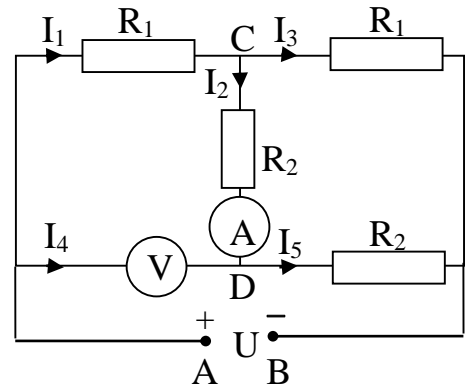 I₁ R₁ C I₃ R₁
I₂
R₂
A
I₄ V D I₅ R₂
+ U −
A B